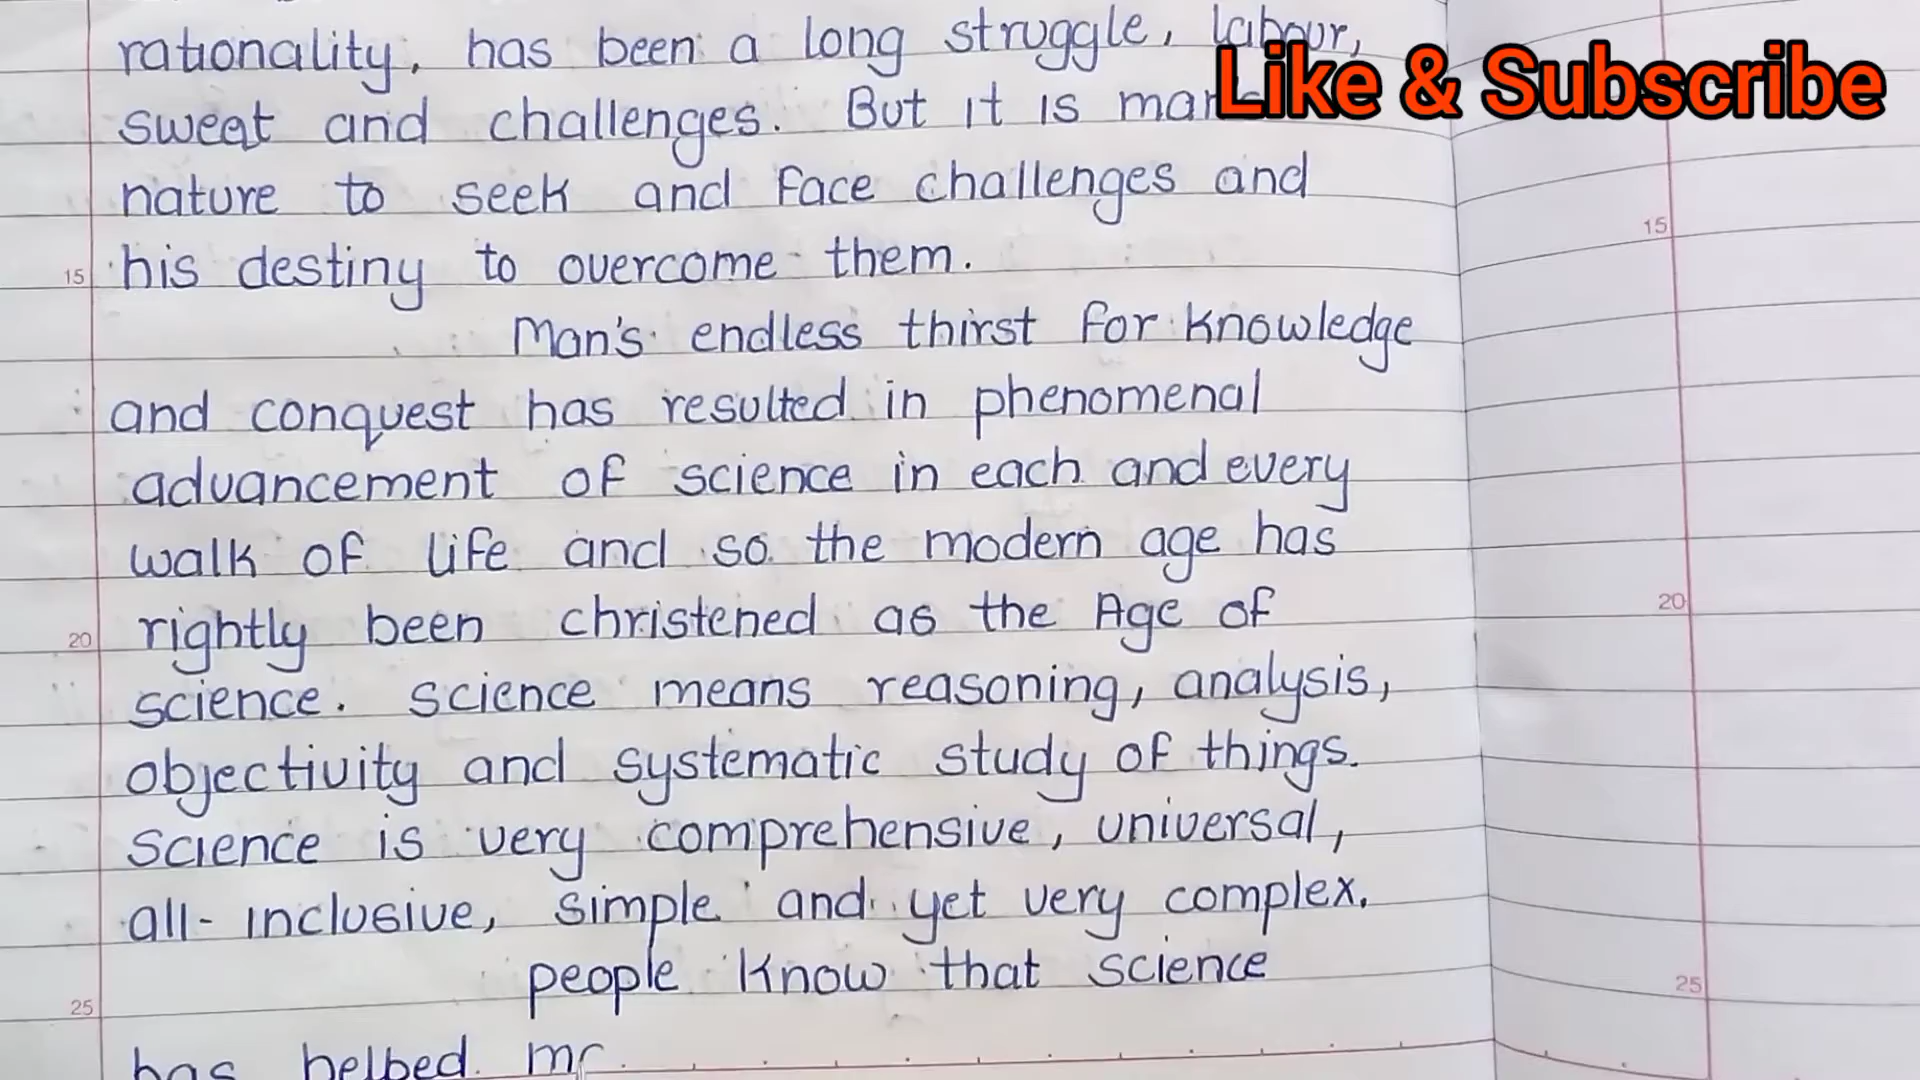 rationality, has been a long struggle, labour,
Like & Subscribe
sweat and challenges. But it is man's
nature to seek and face challenges and
15 his destiny to overcome them.
15
Man's endless thirst for knowledge
and conquest has resulted in phenomenal
advancement of science in each and every
walk of life and so the modern age has
20 rightly been christened as the Age of
20
science. science means reasoning, analysis,
objectivity and systematic study of things.
Science is very comprehensive, universal,
all-inclusive, simple and yet very complex.
people know that science
25
25
has helped